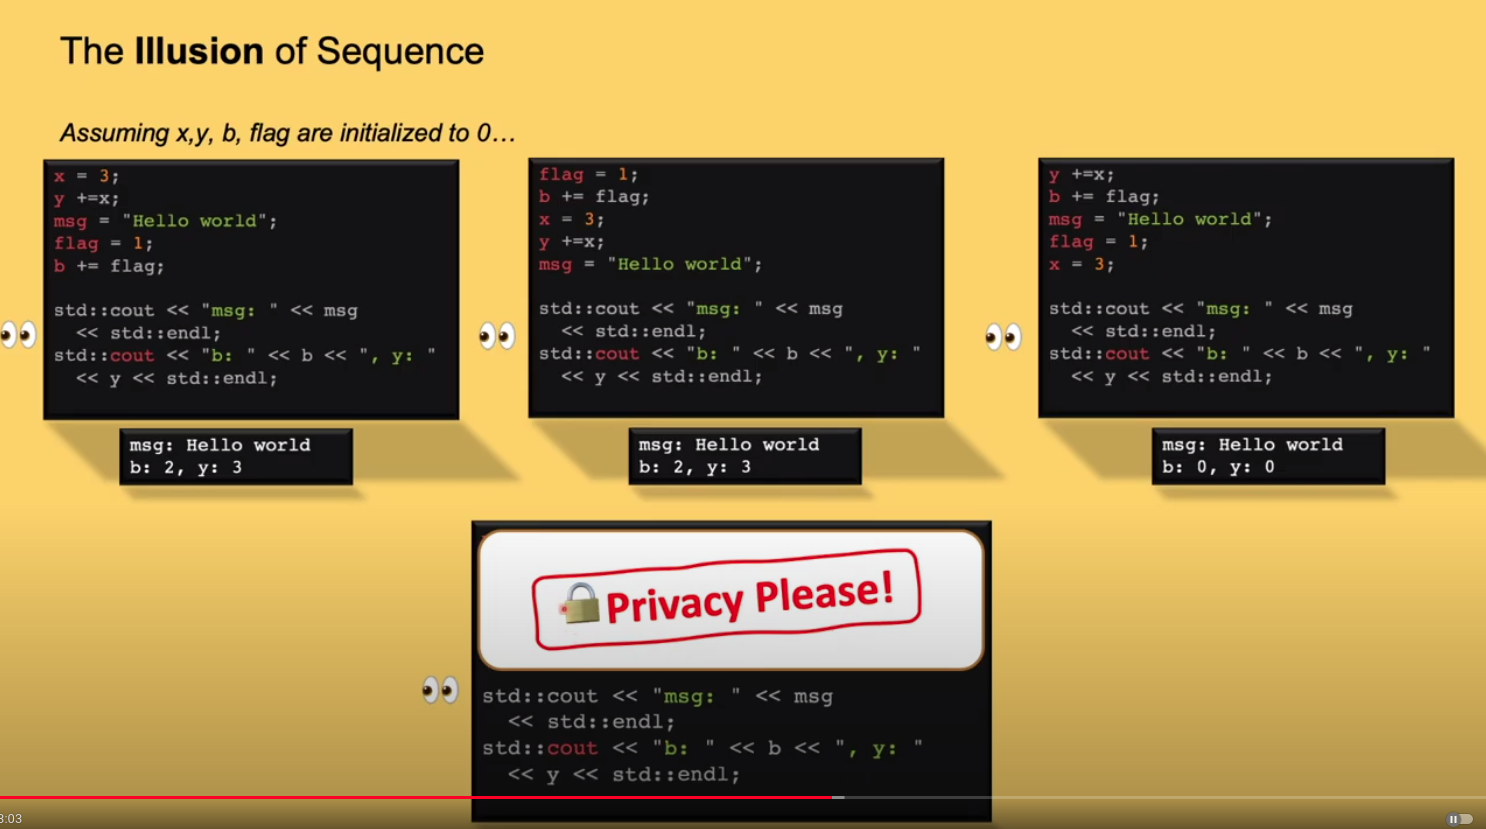 The Illusion of Sequence
Assuming x,y, b, flag are initialized to 0...
x = 3;
y +=x;
msg = "Hello world";
flag = 1;
b += flag;
std::cout << "msg: " << msg
<< std::endl;
std::cout << "b: " << b << ", y: "
<< y << std::endl;
msg: Hello world
b: 2, y: 3
flag = 1;
b += flag;
x = 3;
y +=x;
msg = "Hello world";
std::cout << "msg: " << msg
<< std::endl;
std::cout << "b: " << b << ", y: "
<< y << std::endl;
msg: Hello world
b: 2, y: 3
y +=x;
b += flag;
msg = "Hello world";
flag = 1;
x = 3;
std::cout << "msg: " << msg
<< std::endl;
std::cout << "b: " << b << ", y: "
<< y << std::endl;
msg: Hello world
b: 0, y: 0
Privacy Please!
std::cout << "msg: " << msg
<< std::endl;
std::cout << "b: " << b << ", y: "
<< y << std::endl;